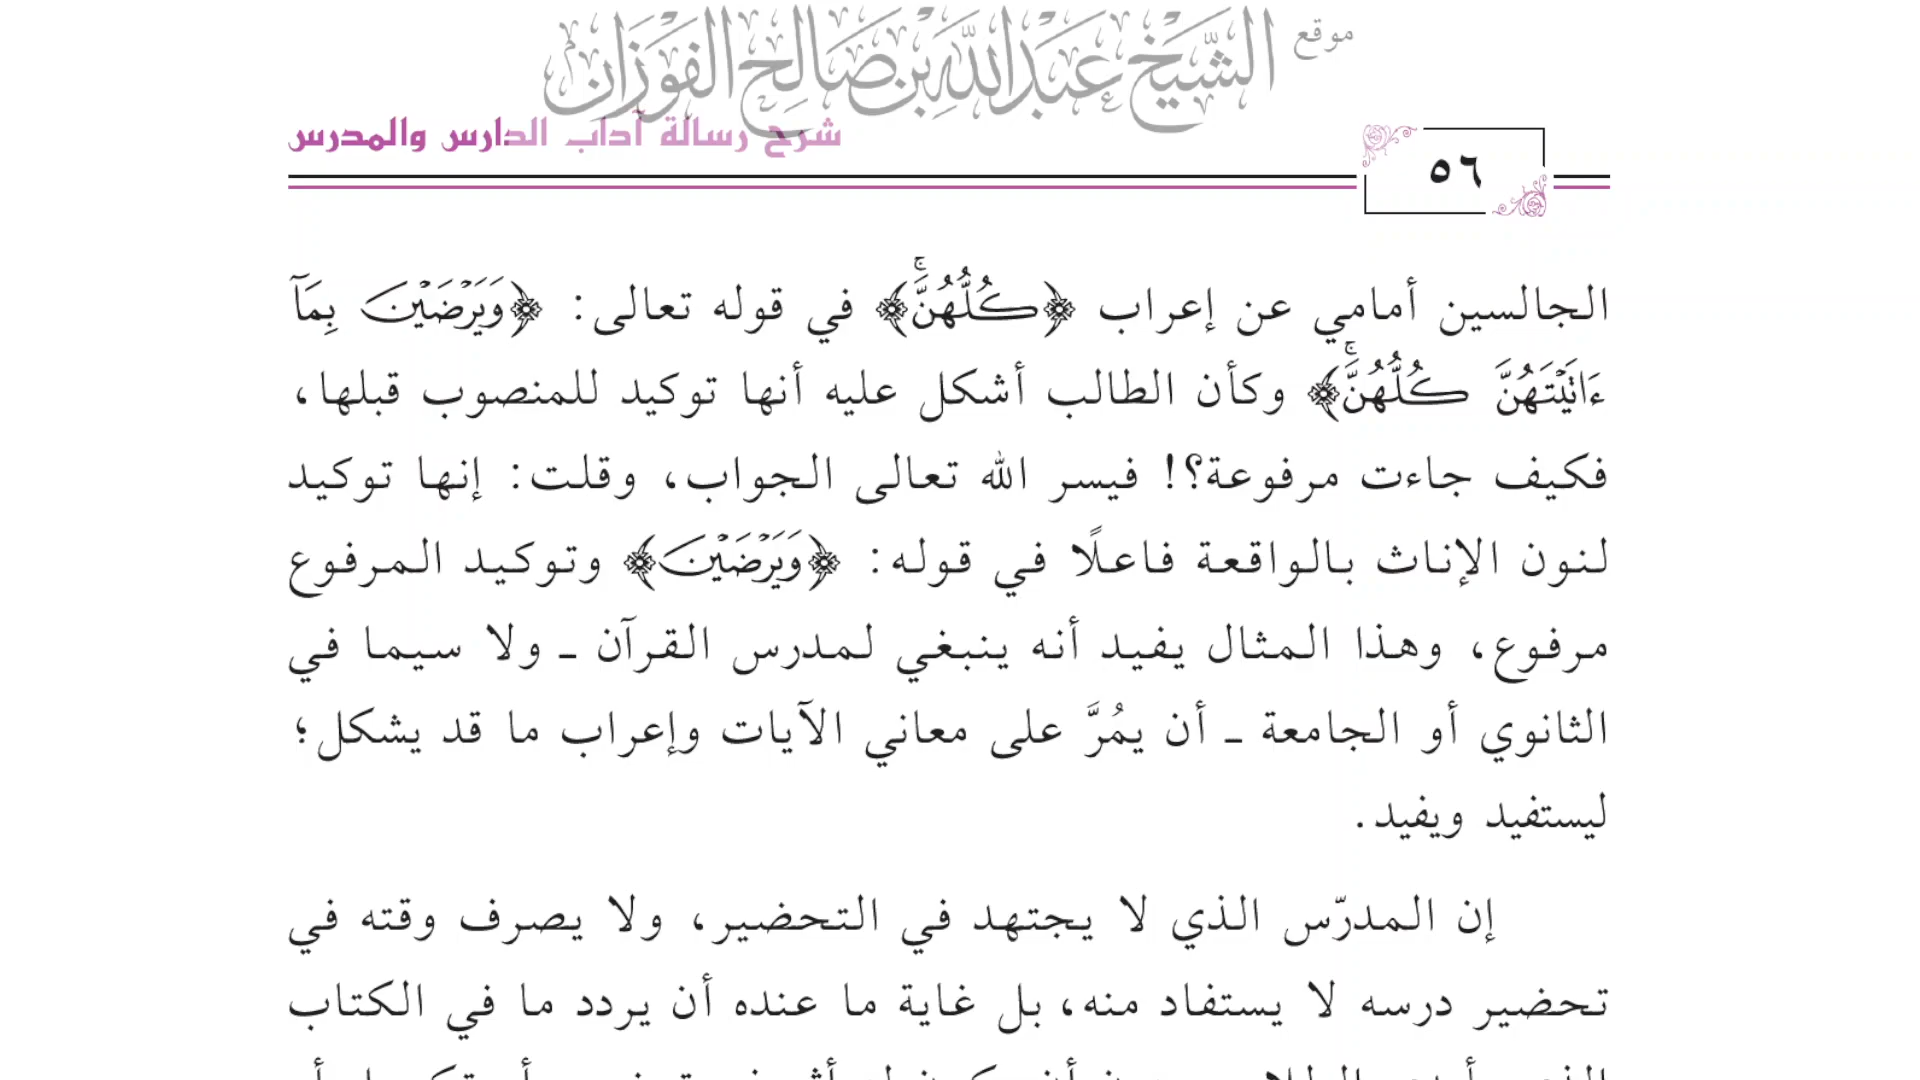 موقع الشيخ عبد الله بن صالح الفوزان
شرح رسالة آداب الدارس والمدرس
٥٦
الجالسين أمامي عن إعراب ﴿كُلُّهُنَّۚ﴾ في قوله تعالى: ﴿وَيَرْضَيْنَ بِمَآ
ءَاتَيْتَهُنَّ كُلُّهُنَّۚ﴾ وكأن الطالب أشكل عليه أنها توكيد للمنصوب قبلها،
فكيف جاءت مرفوعة؟! فيسر الله تعالى الجواب، وقلت: إنها توكيد
لنون الإناث بالواقعة فاعلًا في قوله: ﴿وَيَرْضَيْنَ﴾ وتوكيد المرفوع
مرفوع، وهذا المثال يفيد أنه ينبغي لمدرس القرآن ـ ولا سيما في
الثانوي أو الجامعة ـ أن يمُرَّ على معاني الآيات وإعراب ما قد يشكل؛
ليستفيد ويفيد.
إن المدرّس الذي لا يجتهد في التحضير، ولا يصرف وقته في
تحضير درسه لا يستفاد منه، بل غاية ما عنده أن يردد ما في الكتاب